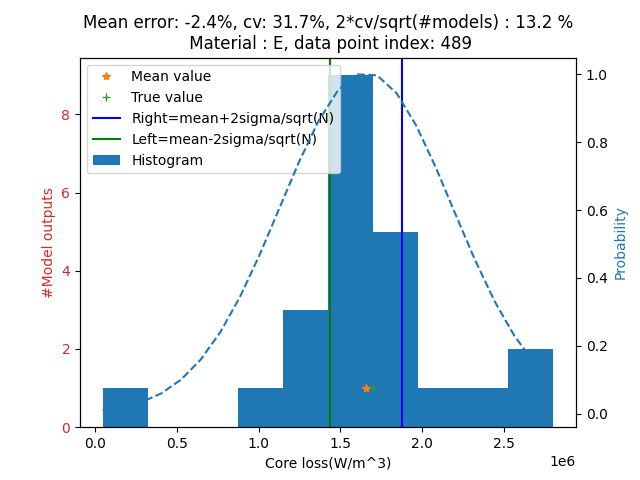 Mean error: -2.4%, cv: 31.7%, 2*cv/sqrt(#models) : 13.2 %
Material : E, data point index: 489
Mean value
True value
Right=mean+2sigma/sqrt(N)
Left=mean-2sigma/sqrt(N)
Histogram
#Model outputs
8
6
4
2
0
Probability
1.0
0.8
0.6
0.4
0.2
0.0
0.0 0.5 1.0 1.5 2.0 2.5
1e6
Core loss(W/m^3)